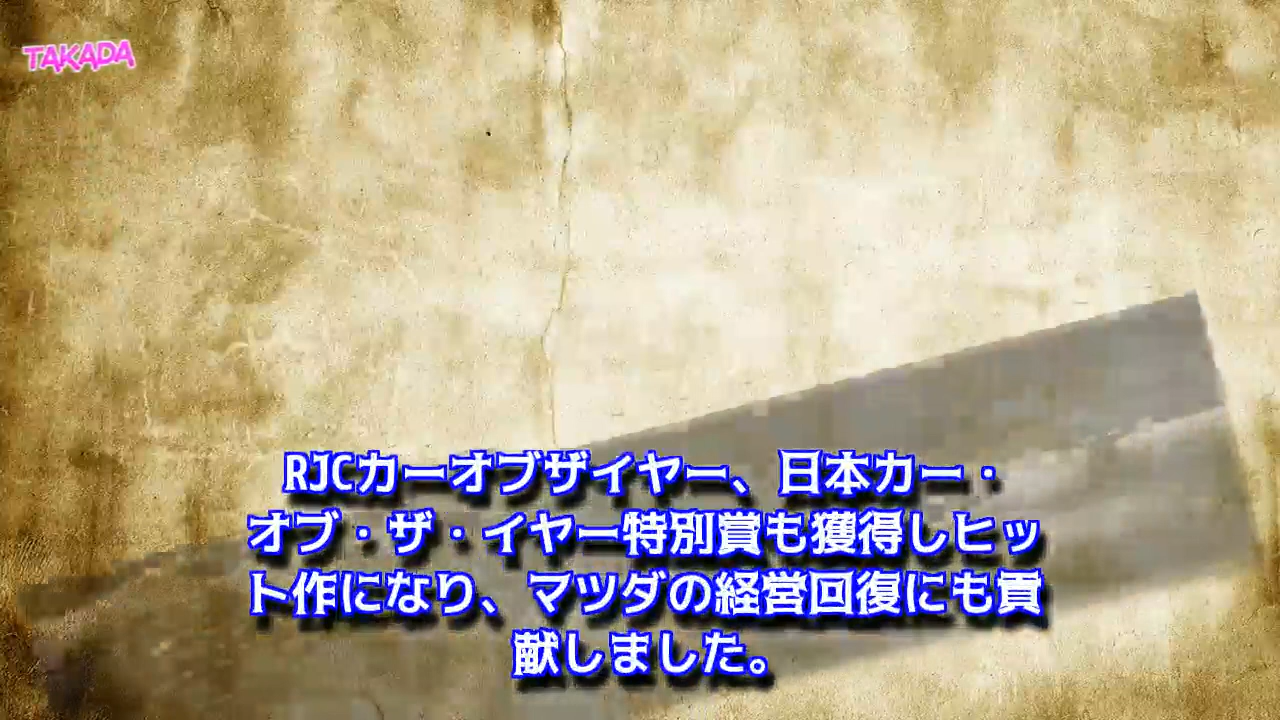 TAKADA
RJCカーオブザイヤー、日本カー・
オブ・ザ・イヤー特別賞も獲得しヒッ
ト作になり、マツダの経営回復にも貢
献しました。